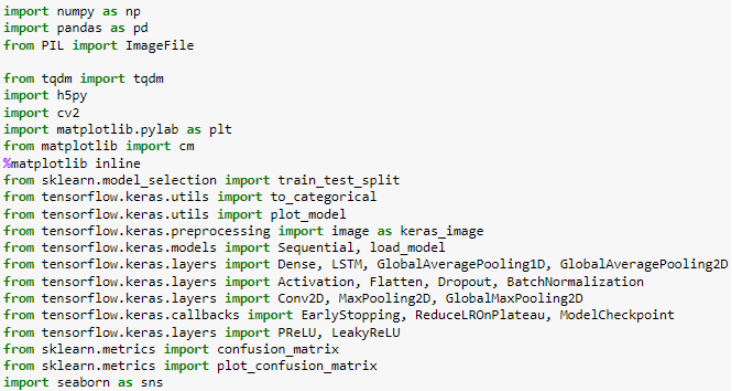 import numpy as np
import pandas as pd
from PIL import ImageFile
from tqdm import tqdm
import h5py
import cv2
import matplotlib.pylab as plt
from matplotlib import cm
%matplotlib inline
from sklearn.model_selection import train_test_split
from tensorflow.keras.utils import to_categorical
from tensorflow.keras.utils import plot_model
from tensorflow.keras.preprocessing import image as keras_image
from tensorflow.keras.models import Sequential, load_model
from tensorflow.keras.layers import Dense, LSTM, GlobalAveragePooling1D, GlobalAveragePooling2D
from tensorflow.keras.layers import Activation, Flatten, Dropout, BatchNormalization
from tensorflow.keras.layers import Conv2D, MaxPooling2D, GlobalMaxPooling2D
from tensorflow.keras.callbacks import EarlyStopping, ReduceLROnPlateau, ModelCheckpoint
from tensorflow.keras.layers import PReLU, LeakyReLU
from sklearn.metrics import confusion_matrix
from sklearn.metrics import plot_confusion_matrix
import seaborn as sns